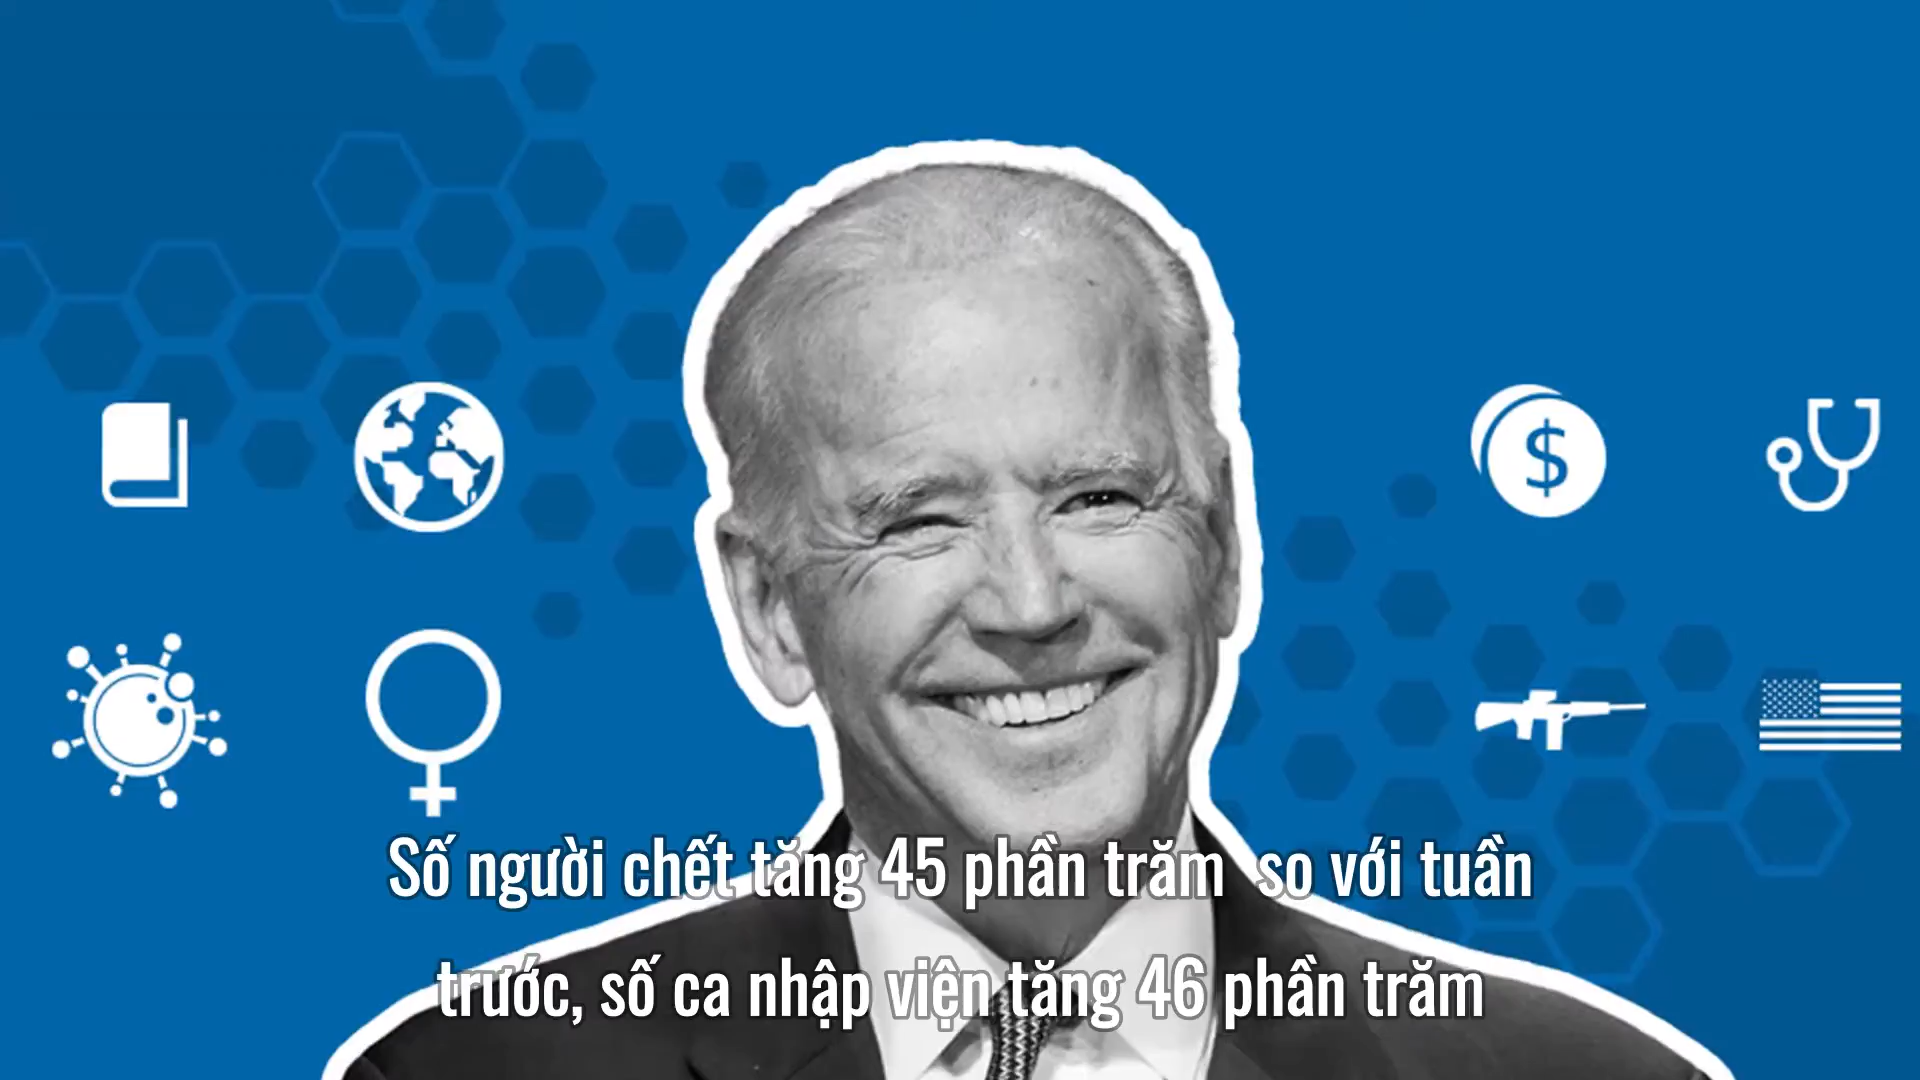 Số người chết tăng 45 phần trăm so với tuần
trước, số ca nhập viện tăng 46 phần trăm
$